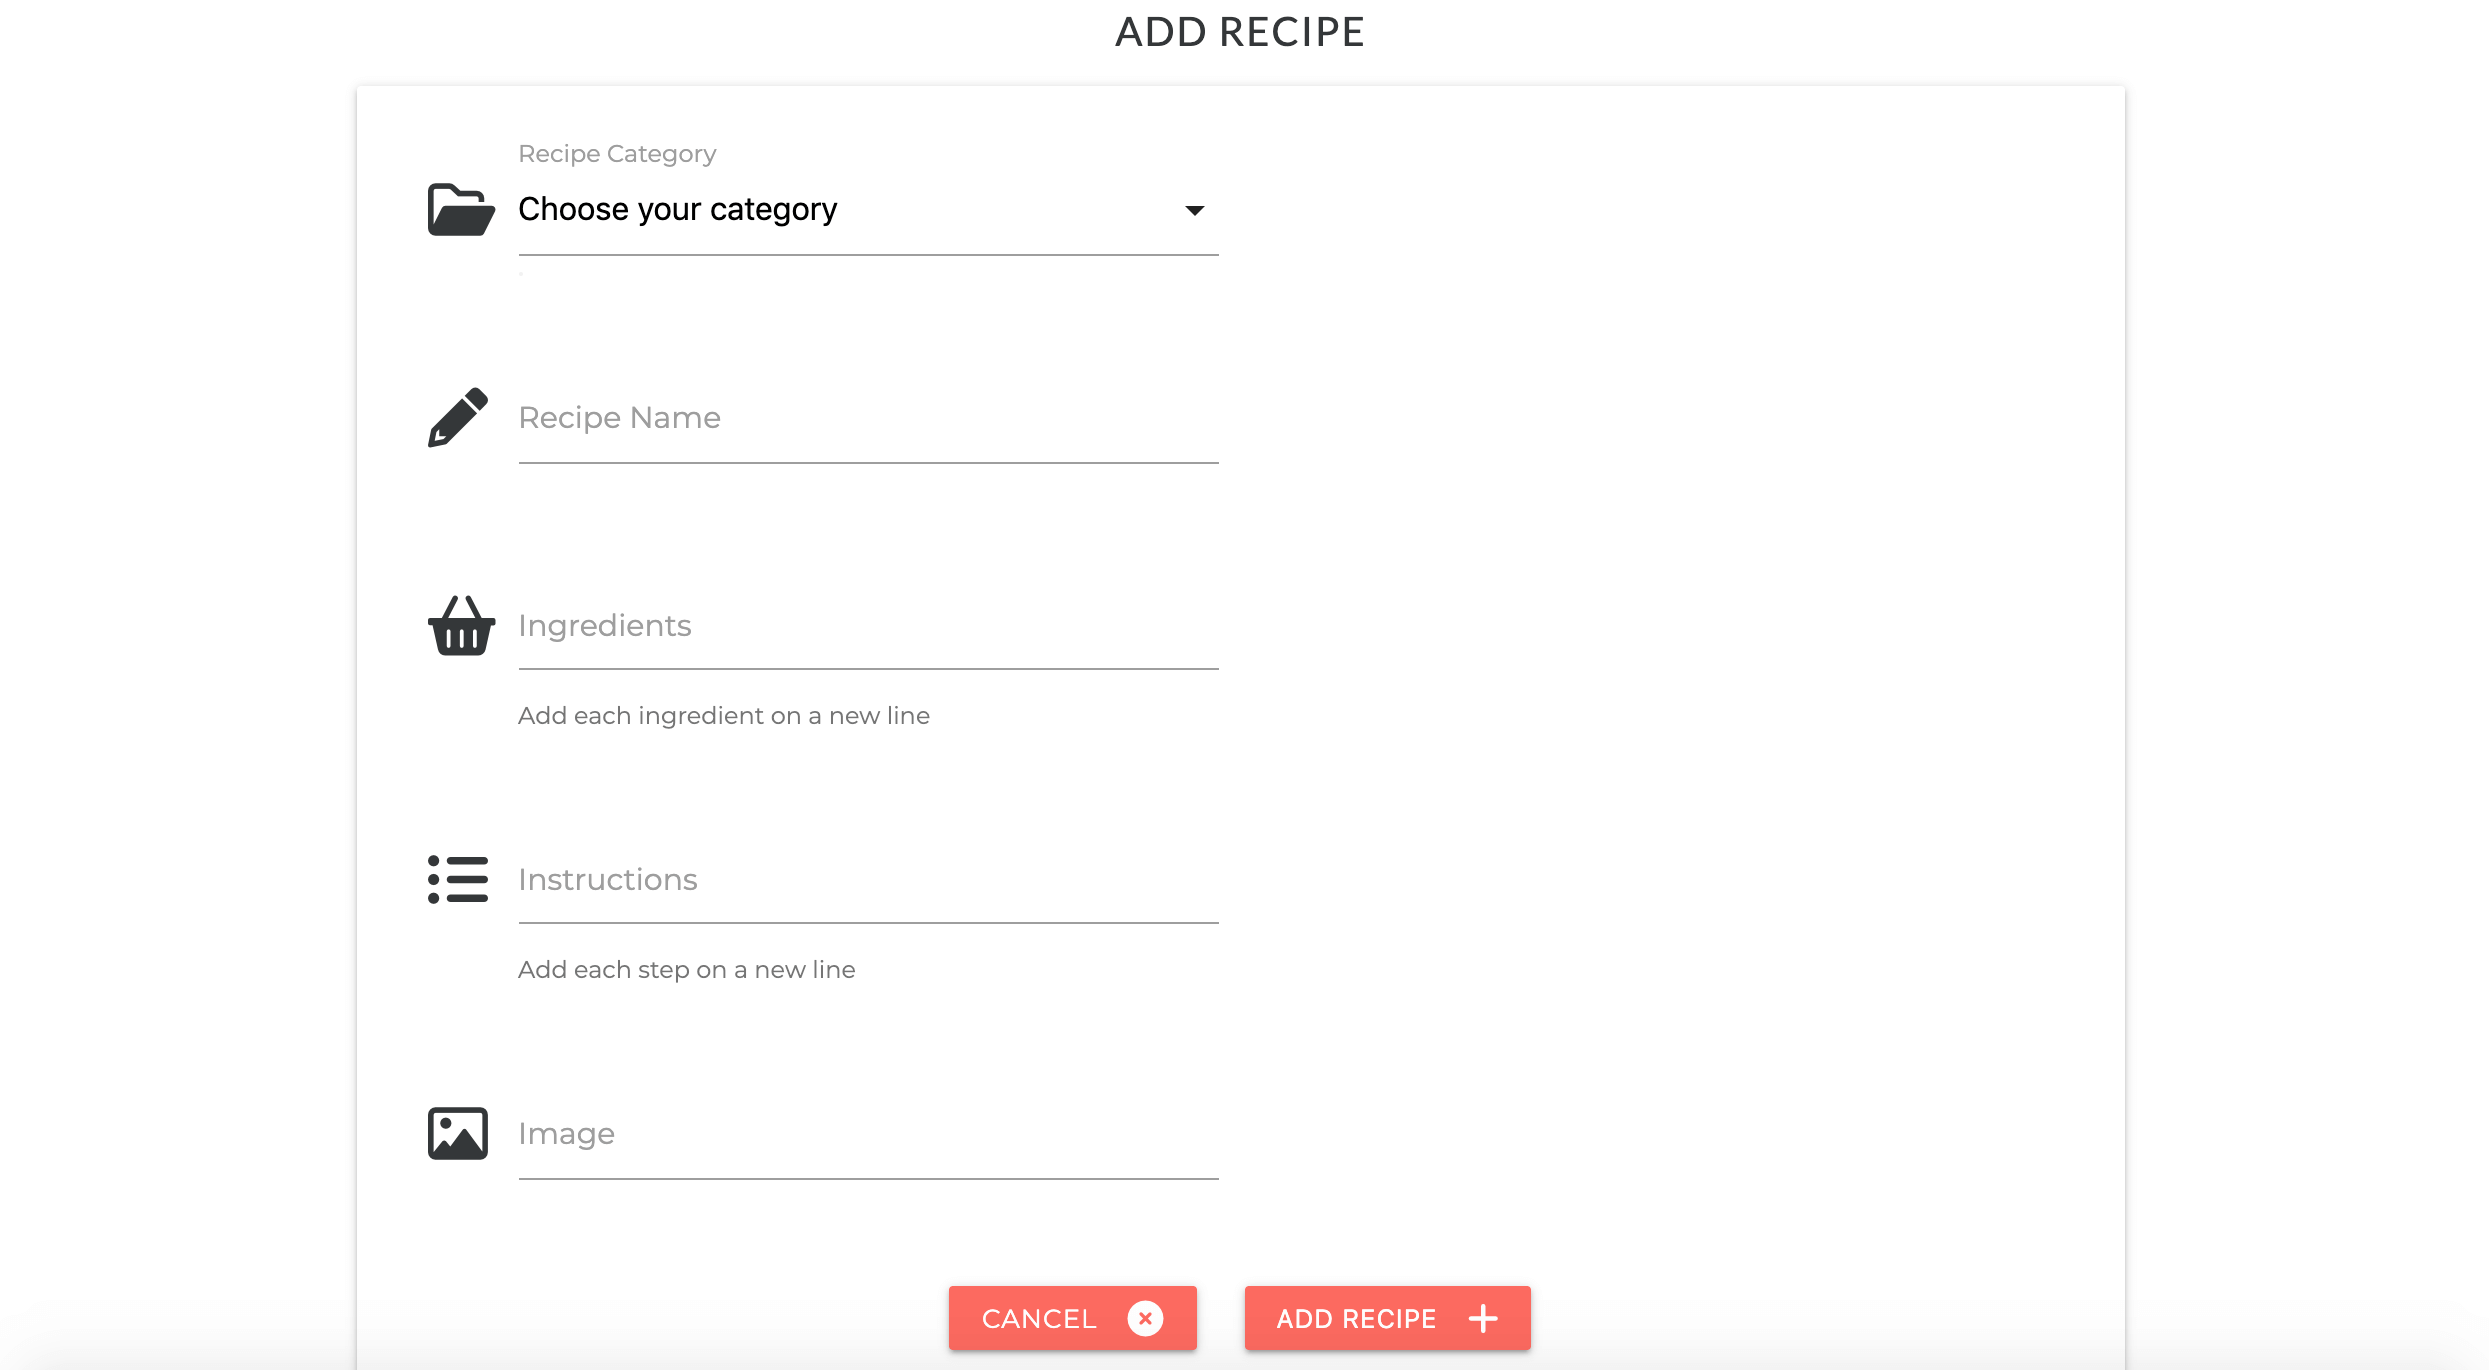 ADD RECIPE
Recipe Category
Choose your category
Recipe Name
Ingredients
Add each ingredient on a new line
Instructions
Add each step on a new line
Image
CANCEL
ADD RECIPE